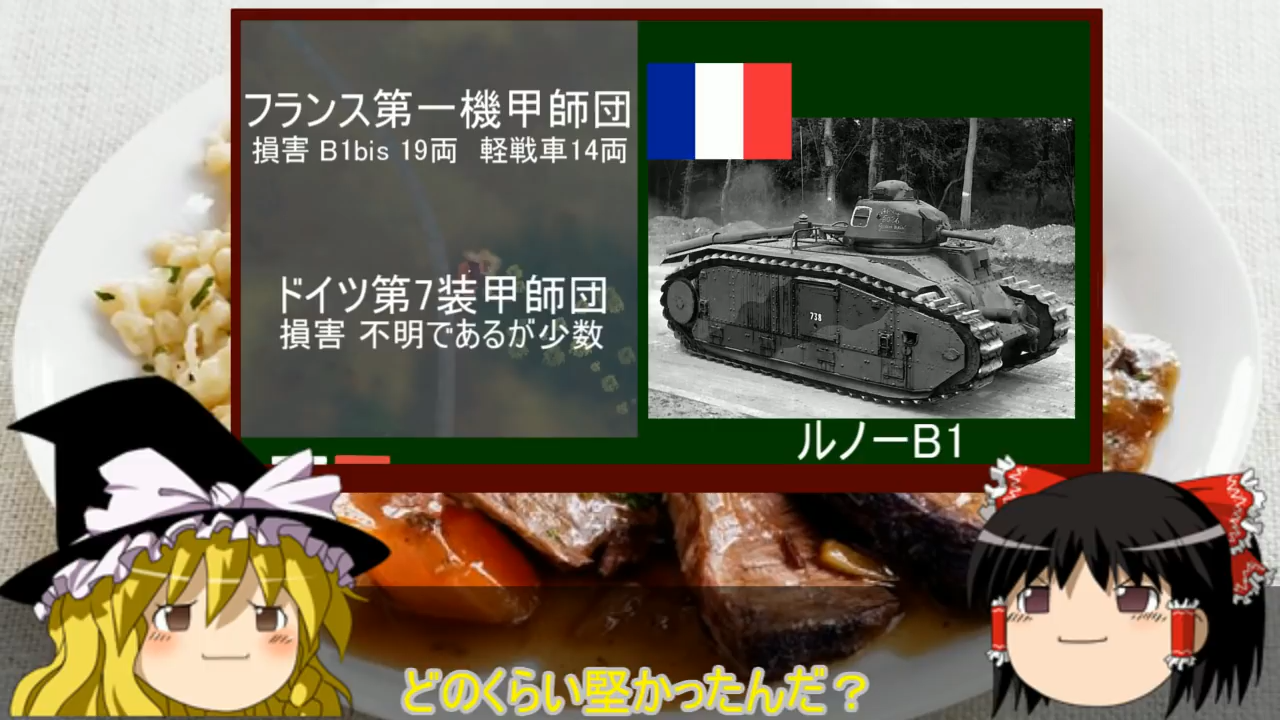 フランス第一機甲師団
損害 B1bis 19両 軽戦車14両
ドイツ第7装甲師団
損害 不明であるが少数
738
ルノーB1
どのくらい堅かったんだ？